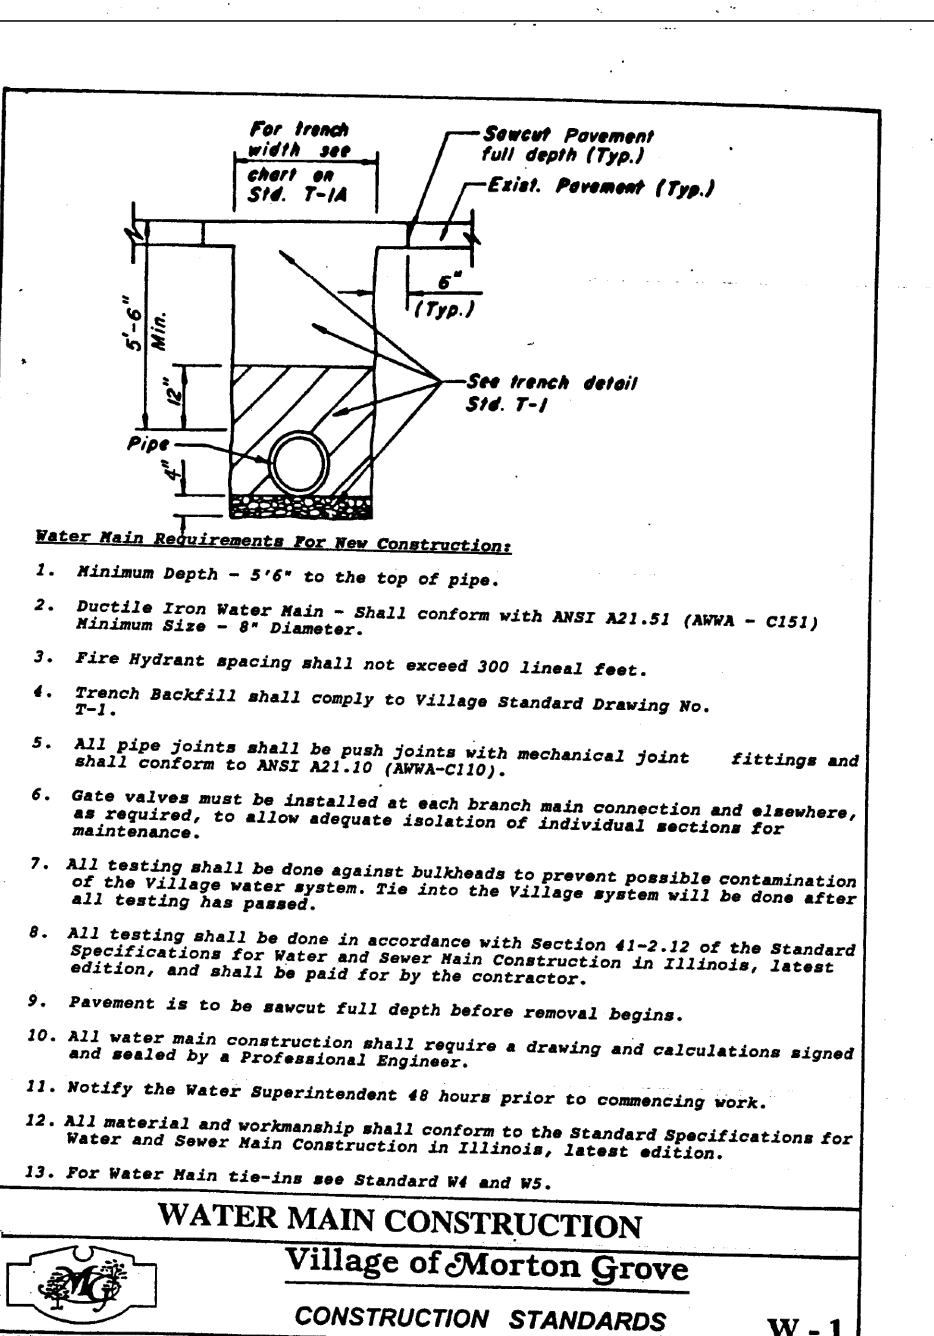 For trench
width see
chart on
Std. T-1A
Sawcut Pavement
full depth (Typ.)
Exist. Pavement (Typ.)
6"
(Typ.)
5'-6"
Min.
12"
See trench detail
Std. T-1
Pipe
4"
Water Main Requirements For New Construction:
1. Minimum Depth - 5'6" to the top of pipe.
2. Ductile Iron Water Main - Shall conform with ANSI A21.51 (AWWA - C151)
Minimum Size - 8" Diameter.
3. Fire Hydrant spacing shall not exceed 300 lineal feet.
4. Trench Backfill shall comply to Village Standard Drawing No.
T-1.
5. All pipe joints shall be push joints with mechanical joint fittings and
shall conform to ANSI A21.10 (AWWA-C110).
6. Gate valves must be installed at each branch main connection and elsewhere,
as required, to allow adequate isolation of individual sections for
maintenance.
7. All testing shall be done against bulkheads to prevent possible contamination
of the Village water system. Tie into the Village system will be done after
all testing has passed.
8. All testing shall be done in accordance with Section 41-2.12 of the Standard
Specifications for Water and Sewer Main Construction in Illinois, latest
edition, and shall be paid for by the contractor.
9. Pavement is to be sawcut full depth before removal begins.
10. All water main construction shall require a drawing and calculations signed
and sealed by a Professional Engineer.
11. Notify the Water Superintendent 48 hours prior to commencing work.
12. All material and workmanship shall conform to the Standard Specifications for
Water and Sewer Main Construction in Illinois, latest edition.
13. For Water Main tie-ins see Standard W4 and W5.
WATER MAIN CONSTRUCTION
Village of Morton Grove
MG
CONSTRUCTION STANDARDS
W - 1